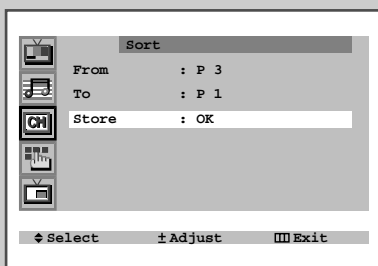 Sort
From : P 3
To : P 1
CH
Store : OK
Select ± Adjust Exit